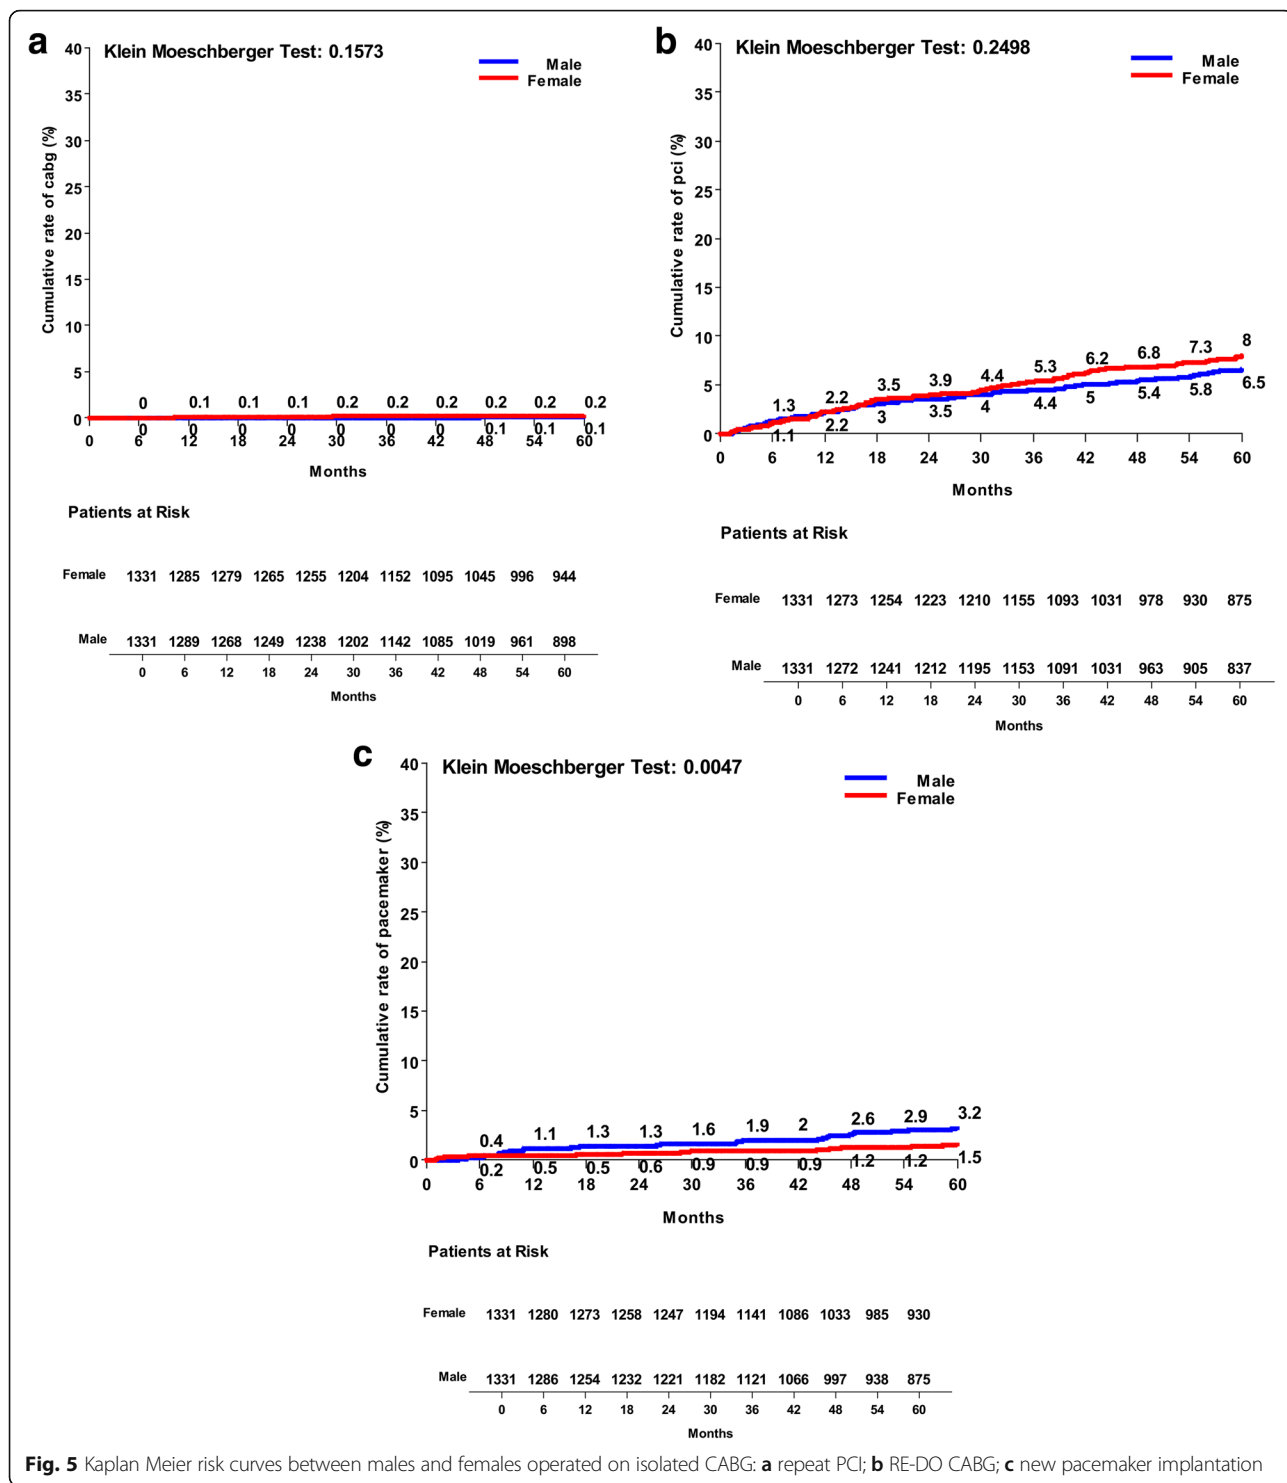 a
Klein Moeschberger Test: 0.1573
Male
Female
Cumulative rate of cabg (%)
40
35
30
25
20
15
10
5
0
0 0.1 0.1 0.1 0.2 0.2 0.2 0.2 0.2 0.2
0 0 0 0 0 0 0 0.1 0.1 0.1
0 6 12 18 24 30 36 42 48 54 60
Months
Patients at Risk
Female 1331 1285 1279 1265 1255 1204 1152 1095 1045 996 944
Male 1331 1289 1268 1249 1238 1202 1142 1085 1019 961 898
0 6 12 18 24 30 36 42 48 54 60
Months
b
Klein Moeschberger Test: 0.2498
Male
Female
Cumulative rate of pci (%)
40
35
30
25
20
15
10
5
0
1.3 2.2 3.5 3.9 4.4 5.3 6.2 6.8 7.3 8
1.1 2.2 3 3.5 4 4.4 5 5.4 5.8 6.5
0 6 12 18 24 30 36 42 48 54 60
Months
Patients at Risk
Female 1331 1273 1254 1223 1210 1155 1093 1031 978 930 875
Male 1331 1272 1241 1212 1195 1153 1091 1031 963 905 837
0 6 12 18 24 30 36 42 48 54 60
Months
c
Klein Moeschberger Test: 0.0047
Male
Female
Cumulative rate of pacemaker (%)
40
35
30
25
20
15
10
5
0
0.4 1.1 1.3 1.3 1.6 1.9 2 2.6 2.9 3.2
0.2 0.5 0.5 0.6 0.9 0.9 0.9 1.2 1.2 1.5
0 6 12 18 24 30 36 42 48 54 60
Months
Patients at Risk
Female 1331 1280 1273 1258 1247 1194 1141 1086 1033 985 930
Male 1331 1286 1254 1232 1221 1182 1121 1066 997 938 875
0 6 12 18 24 30 36 42 48 54 60
Months
Fig. 5 Kaplan Meier risk curves between males and females operated on isolated CABG: a repeat PCI; b RE-DO CABG; c new pacemaker implantation